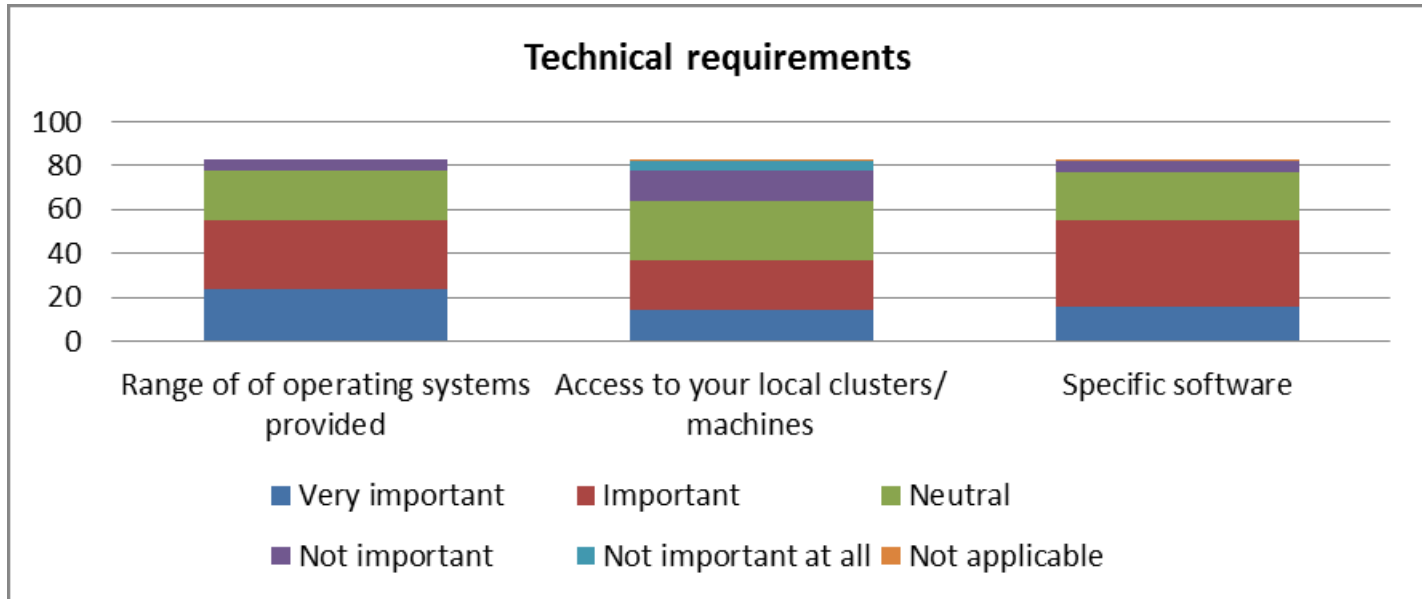 Technical requirements
100
80
60
40
20
0
Range of of operating systems provided
Access to your local clusters/ machines
Specific software
Very important
Important
Neutral
Not important
Not important at all
Not applicable